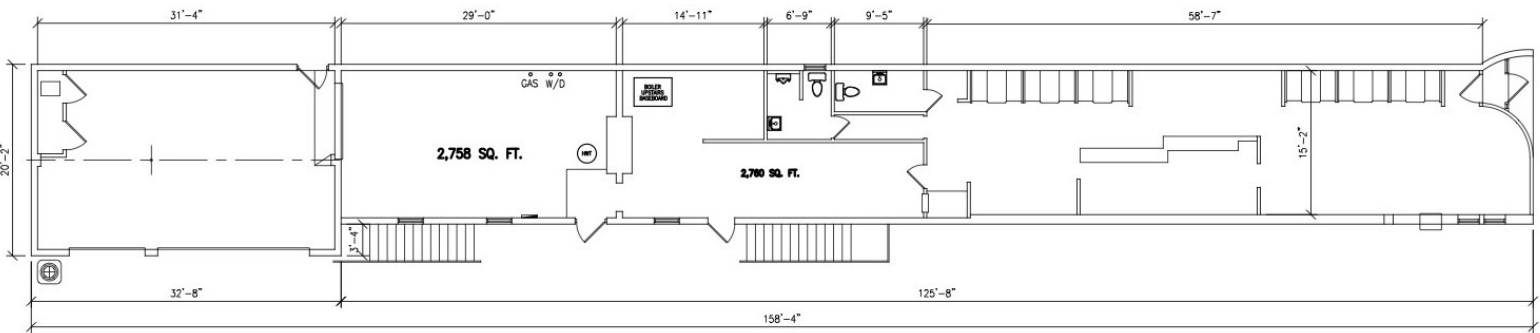 31'-4"
29'-0"
14'-11"
6'-9"
9'-5"
58'-7"
GAS W/D
BOILER
UPSTAIRS
BASEBOARD
20'-2"
2,758 SQ. FT.
HWT
2,760 SQ. FT.
15'-2"
3'-4"
32'-8"
125'-8"
158'-4"